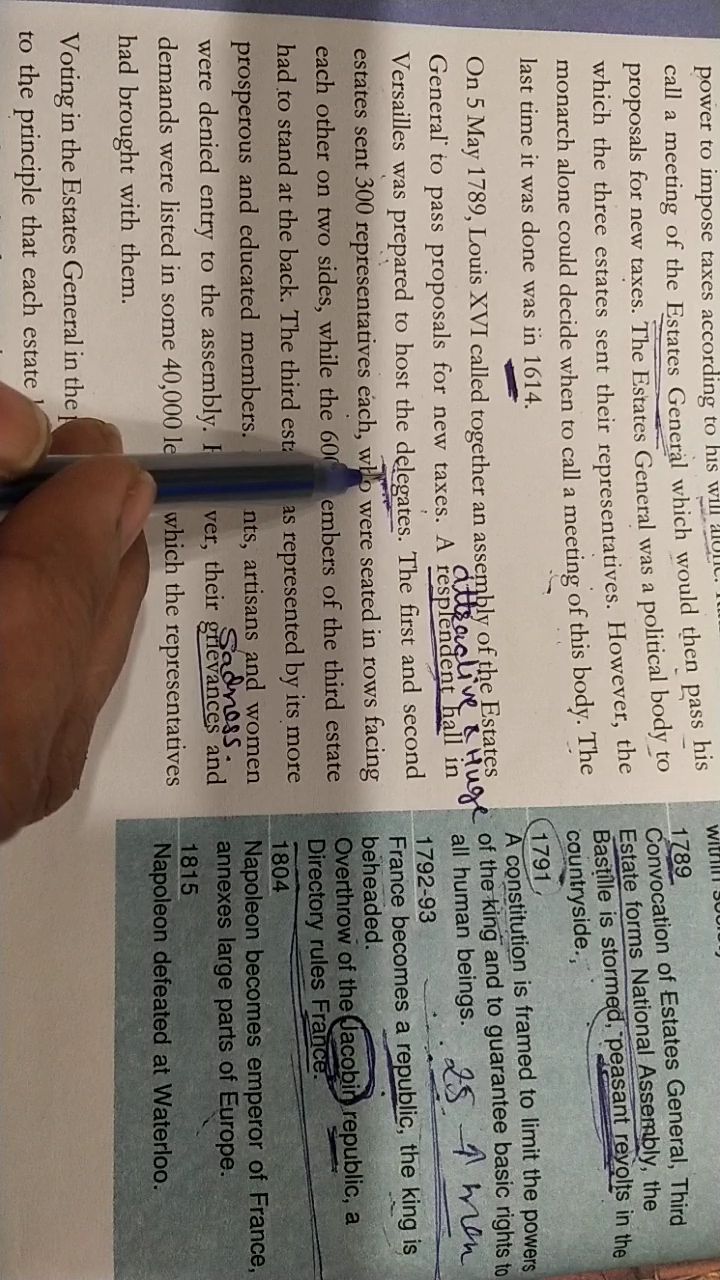 power to impose taxes according to his will alone.
call a meeting of the Estates General which would then pass his
proposals for new taxes. The Estates General was a political body to
which the three estates sent their representatives. However, the
monarch alone could decide when to call a meeting of this body. The
last time it was done was in 1614.
On 5 May 1789, Louis XVI called together an assembly of the Estates
attractive & Huge
General to pass proposals for new taxes. A resplendent hall in
Versailles was prepared to host the delegates. The first and second
estates sent 300 representatives each, who were seated in rows facing
each other on two sides, while the 600 embers of the third estate
had to stand at the back. The third est as represented by its more
prosperous and educated members. nts, artisans and women
Sadness.
were denied entry to the assembly. ver, their grievances and
demands were listed in some 40,000 le which the representatives
had brought with them.
Voting in the Estates General in the
to the principle that each estate
within
1789
Convocation of Estates General, Third
Estate forms National Assembly, the
Bastille is stormed, peasant revolts in the
countryside.
1791
A constitution is framed to limit the powers
of the king and to guarantee basic rights to
all human beings.
25 men
1792-93
France becomes a republic, the king is
beheaded.
Overthrow of the Jacobin republic, a
Directory rules France.
1804
Napoleon becomes emperor of France,
annexes large parts of Europe.
1815
Napoleon defeated at Waterloo.